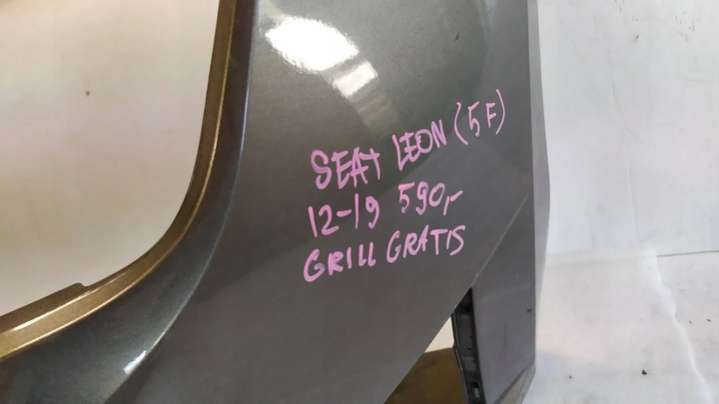 SEAT LEON (5F)
12-19 590,-
GRILL GRATIS